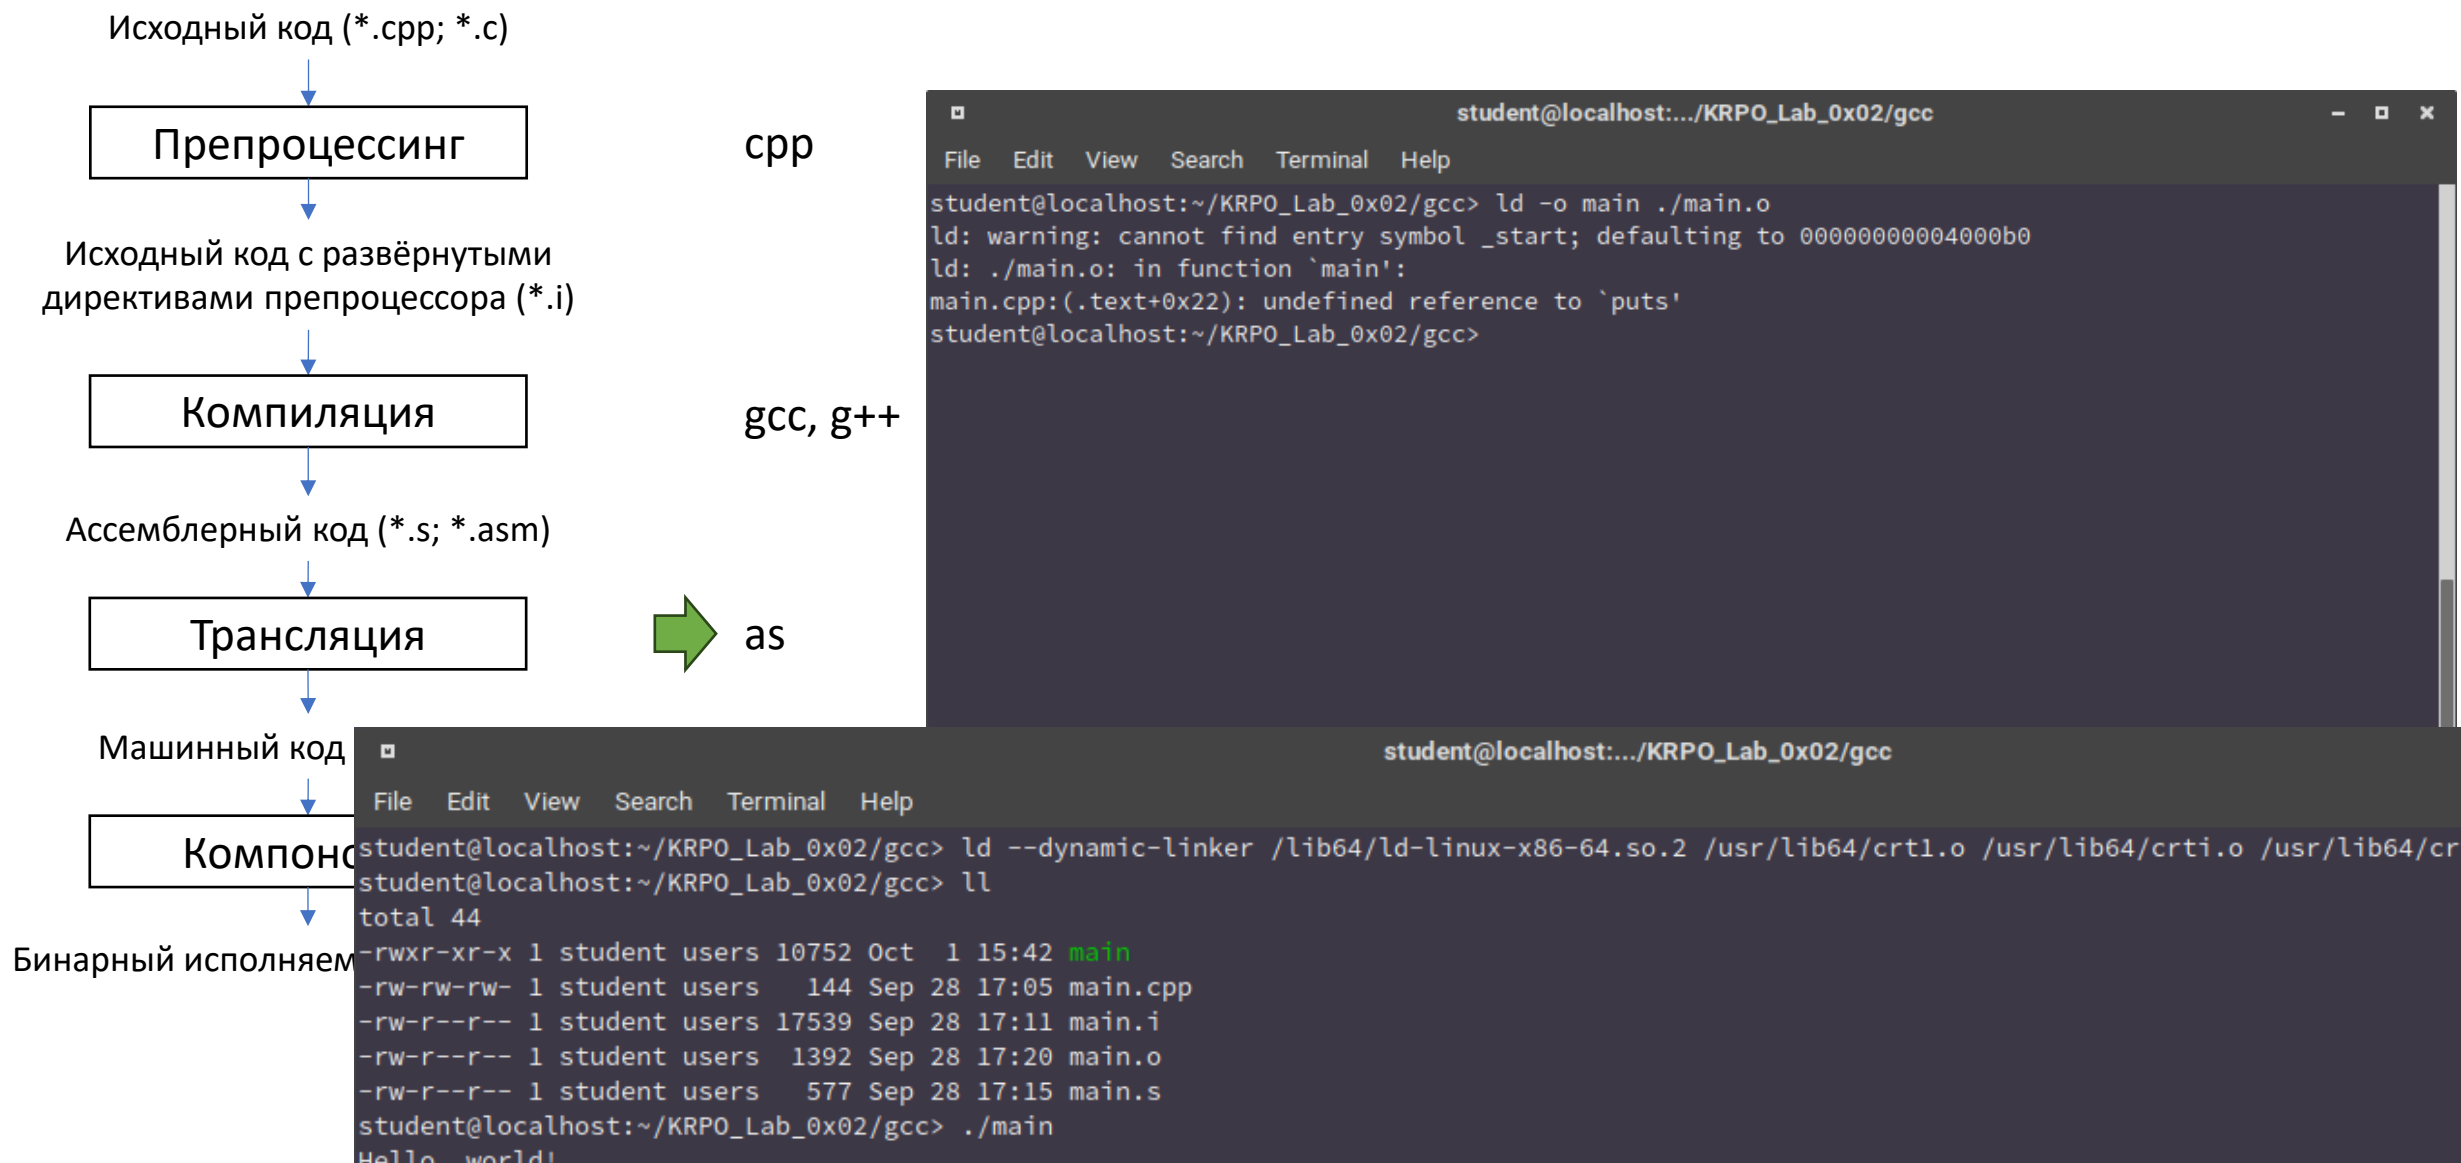 Исходный код (*.cpp; *.c)
Препроцессинг
cpp
Исходный код с развёрнутыми
директивами препроцессора (*.i)
Компиляция
gcc, g++
Ассемблерный код (*.s; *.asm)
Трансляция
as
Машинный код
Компоно
Бинарный исполняем
student@localhost:.../KRPO_Lab_0x02/gcc
File Edit View Search Terminal Help
student@localhost:~/KRPO_Lab_0x02/gcc> ld -o main ./main.o
ld: warning: cannot find entry symbol _start; defaulting to 00000000004000b0
ld: ./main.o: in function `main':
main.cpp:(.text+0x22): undefined reference to `puts'
student@localhost:~/KRPO_Lab_0x02/gcc>
student@localhost:.../KRPO_Lab_0x02/gcc
File Edit View Search Terminal Help
student@localhost:~/KRPO_Lab_0x02/gcc> ld --dynamic-linker /lib64/ld-linux-x86-64.so.2 /usr/lib64/crt1.o /usr/lib64/crti.o /usr/lib64/cr
student@localhost:~/KRPO_Lab_0x02/gcc> ll
total 44
-rwxr-xr-x 1 student users 10752 Oct 1 15:42 main
-rw-rw-rw- 1 student users 144 Sep 28 17:05 main.cpp
-rw-r--r-- 1 student users 17539 Sep 28 17:11 main.i
-rw-r--r-- 1 student users 1392 Sep 28 17:20 main.o
-rw-r--r-- 1 student users 577 Sep 28 17:15 main.s
student@localhost:~/KRPO_Lab_0x02/gcc> ./main
Hello, world!